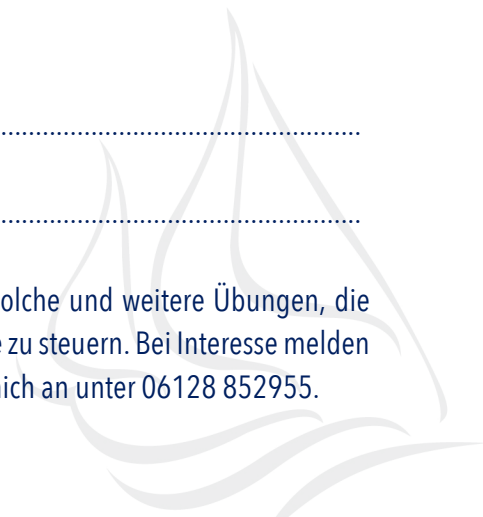 ........................................................
........................................................
olche und weitere Übungen, die
zu steuern. Bei Interesse melden
ich an unter 06128 852955.